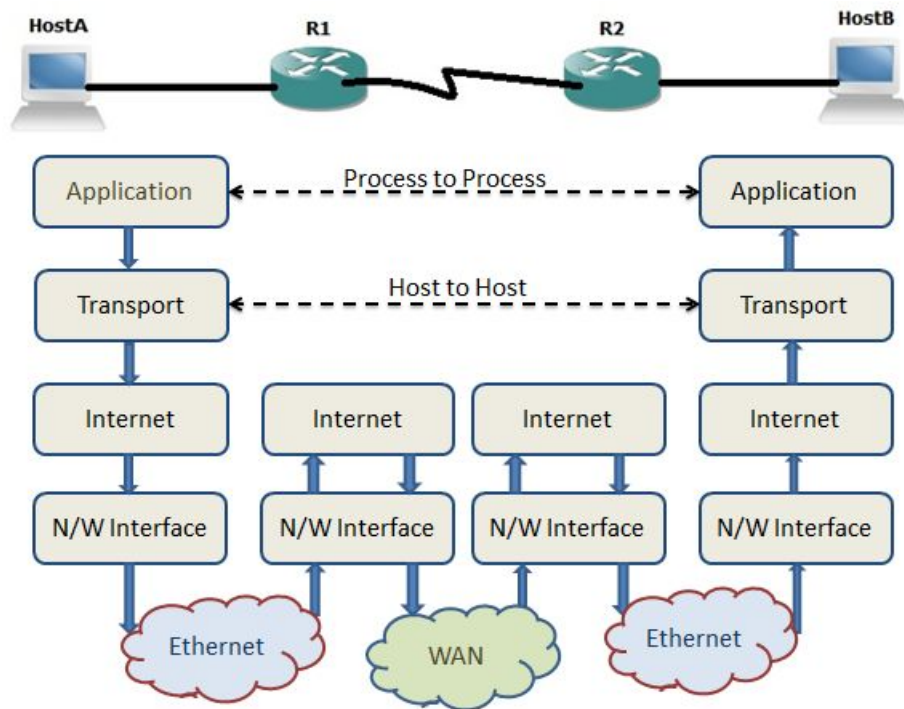 HostA
R1
R2
HostB
Application
Process to Process
Application
Transport
Host to Host
Transport
Internet
Internet
Internet
Internet
N/W Interface
N/W Interface
N/W Interface
N/W Interface
Ethernet
WAN
Ethernet